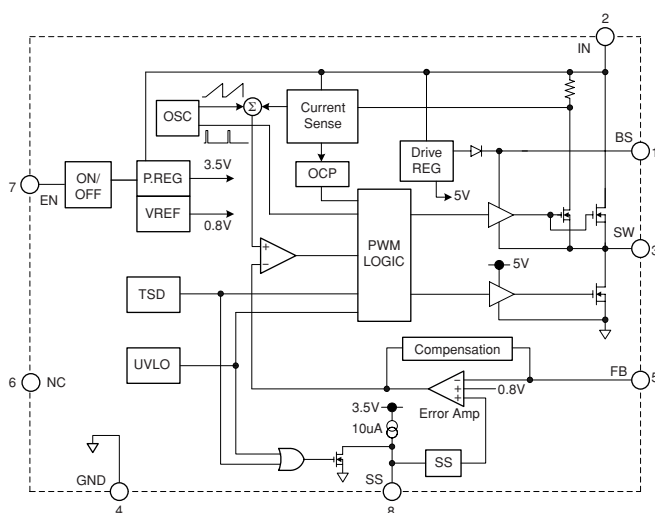 2
IN
OSC
Σ
Current
Sense
BS
1
Drive
REG
3.5V
OCP
7
EN
ON/
OFF
P.REG
5V
VREF
0.8V
SW
3
PWM
LOGIC
+
−
5V
TSD
UVLO
Compensation
6
NC
FB
5
−
+
+
0.8V
3.5V
Error Amp
10uA
GND
SS
SS
4
8